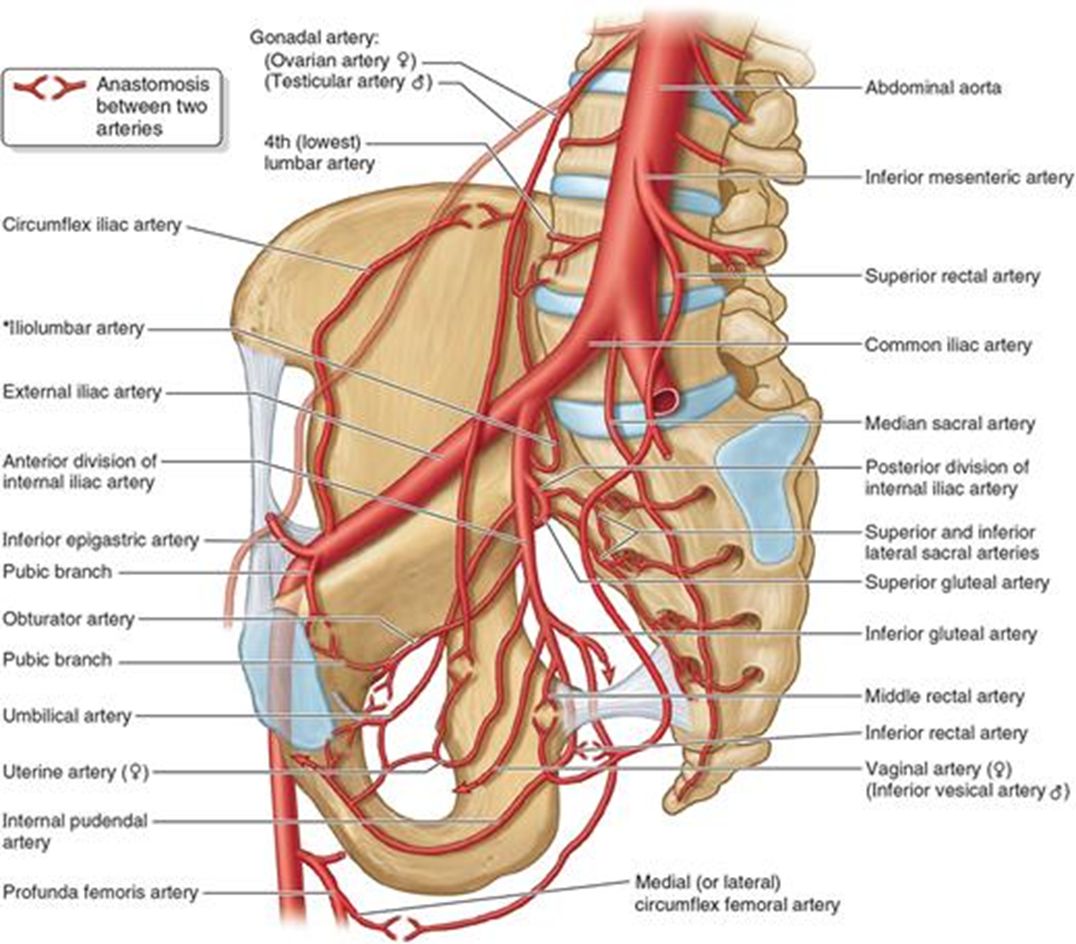 Gonadal artery:
(Ovarian artery ♀)
(Testicular artery ♂)
Anastomosis
between two
arteries
4th (lowest)
lumbar artery
Circumflex iliac artery
*Iliolumbar artery
External iliac artery
Anterior division of
internal iliac artery
Inferior epigastric artery
Pubic branch
Obturator artery
Pubic branch
Umbilical artery
Uterine artery (♀)
Internal pudendal
artery
Profunda femoris artery
Abdominal aorta
Inferior mesenteric artery
Superior rectal artery
Common iliac artery
Median sacral artery
Posterior division of
internal iliac artery
Superior and inferior
lateral sacral arteries
Superior gluteal artery
Inferior gluteal artery
Middle rectal artery
Inferior rectal artery
Vaginal artery (♀)
(Inferior vesical artery ♂)
Medial (or lateral)
circumflex femoral artery